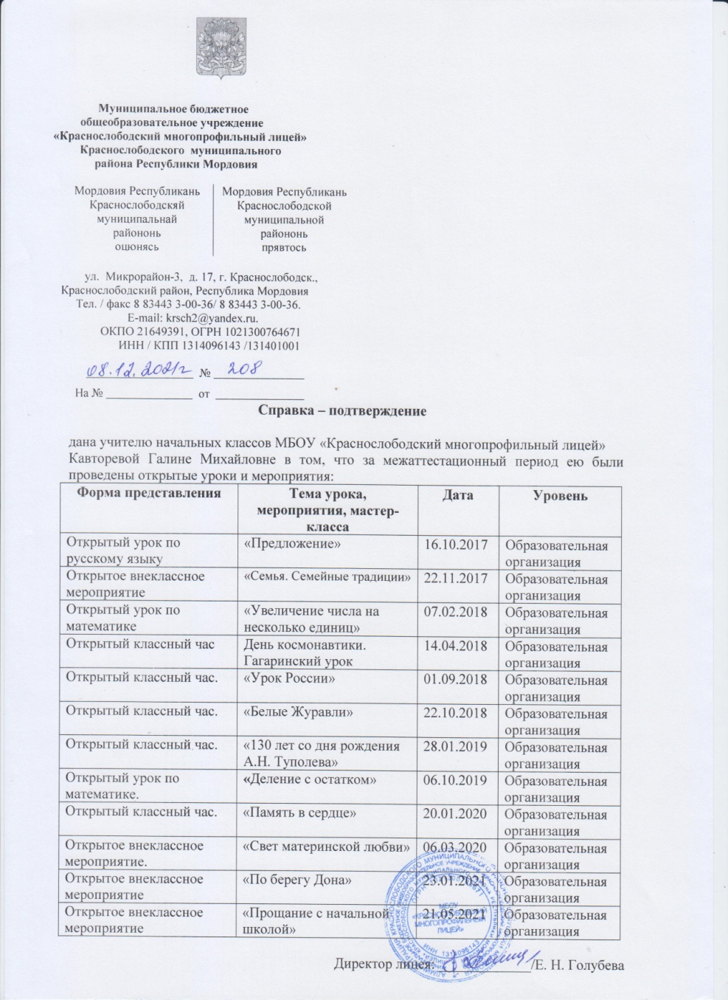 Муниципальное бюджетное
общеобразовательное учреждение
«Краснослободский многопрофильный лицей»
Краснослободского муниципального
района Республики Мордовия
Мордовия Республикань
Краснослободскяй
муниципальнай
райононь
оцюнясь
Мордовия Республикань
Краснослободской
муниципальной
райононь
прявтось
ул. Микрорайон-3, д. 17, г. Краснослободск.,
Краснослободский район, Республика Мордовия
Тел. / факс 8 83443 3-00-36/ 8 83443 3-00-36.
E-mail: krsch2@yandex.ru.
ОКПО 21649391, ОГРН 1021300764671
ИНН / КПП 1314096143 /131401001
08.12.2021г № 208
На № ______________ от ______________
Справка – подтверждение
дана учителю начальных классов МБОУ «Краснослободский многопрофильный лицей»
Кавторевой Галине Михайловне в том, что за межаттестационный период ею были
проведены открытые уроки и мероприятия:
Форма представления
Тема урока,
мероприятия, мастер-
класса
Дата
Уровень
Открытый урок по
русскому языку
«Предложение»
16.10.2017
Образовательная
организация
Открытое внеклассное
мероприятие
«Семья. Семейные традиции»
22.11.2017
Образовательная
организация
Открытый урок по
математике
«Увеличение числа на
несколько единиц»
07.02.2018
Образовательная
организация
Открытый классный час
День космонавтики.
Гагаринский урок
14.04.2018
Образовательная
организация
Открытый классный час.
«Урок России»
01.09.2018
Образовательная
организация
Открытый классный час.
«Белые Журавли»
22.10.2018
Образовательная
организация
Открытый классный час.
«130 лет со дня рождения
А.Н. Туполева»
28.01.2019
Образовательная
организация
Открытый урок по
математике.
«Деление с остатком»
06.10.2019
Образовательная
организация
Открытый классный час.
«Память в сердце»
20.01.2020
Образовательная
организация
Открытое внеклассное
мероприятие.
«Свет материнской любви»
06.03.2020
Образовательная
организация
Открытое внеклассное
мероприятие
«По берегу Дона»
23.01.2021
Образовательная
организация
Открытое внеклассное
мероприятие
«Прощание с начальной
школой»
21.05.2021
Образовательная
организация
МБОУ
«КРАСНОСЛОБОДСКИЙ
МНОГОПРОФИЛЬНЫЙ
ЛИЦЕЙ»
ИНН 1314096143
Директор лицея: ______________/Е. Н. Голубева